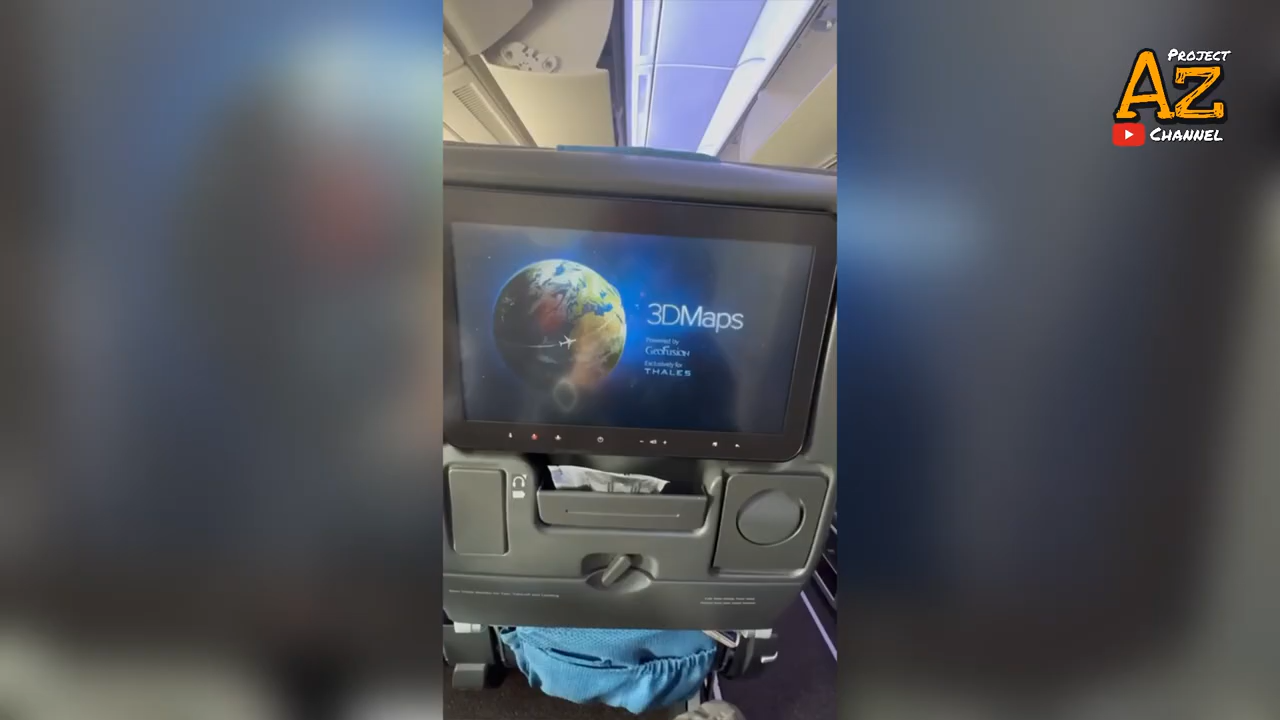 PROJECT
AZ
CHANNEL
3DMaps
Powered by
GeoFusion
Exclusively for
THALES